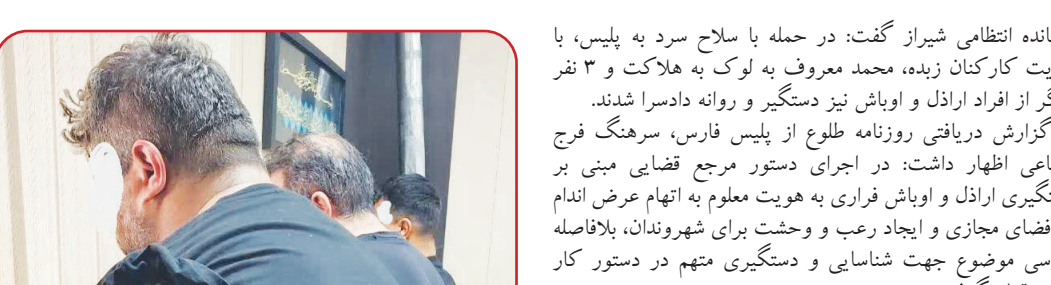 انده انتظامی شیراز گفت: در حمله با سلاح سرد به پلیس، با
یت کارکنان زبده، محمد معروف به لوک به هلاکت و ۳ نفر
گر از افراد اراذل و اوباش نیز دستگیر و روانه دادسرا شدند.
گزارش دریافتی روزنامه طلوع از پلیس فارس، سرهنگ فرج
اعی اظهار داشت: در اجرای دستور مرجع قضایی مبنی بر
گیری اراذل و اوباش فراری به هویت معلوم به اتهام عرض اندام
فضای مجازی و ایجاد رعب و وحشت برای شهروندان، بلافاصله
سی موضوع جهت شناسایی و دستگیری متهم در دستور کار